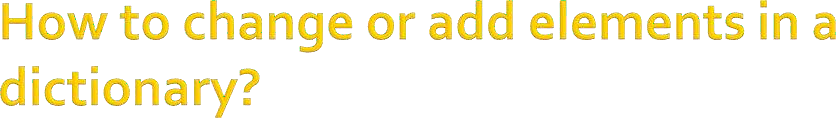 How to change or add elements in a
dictionary?